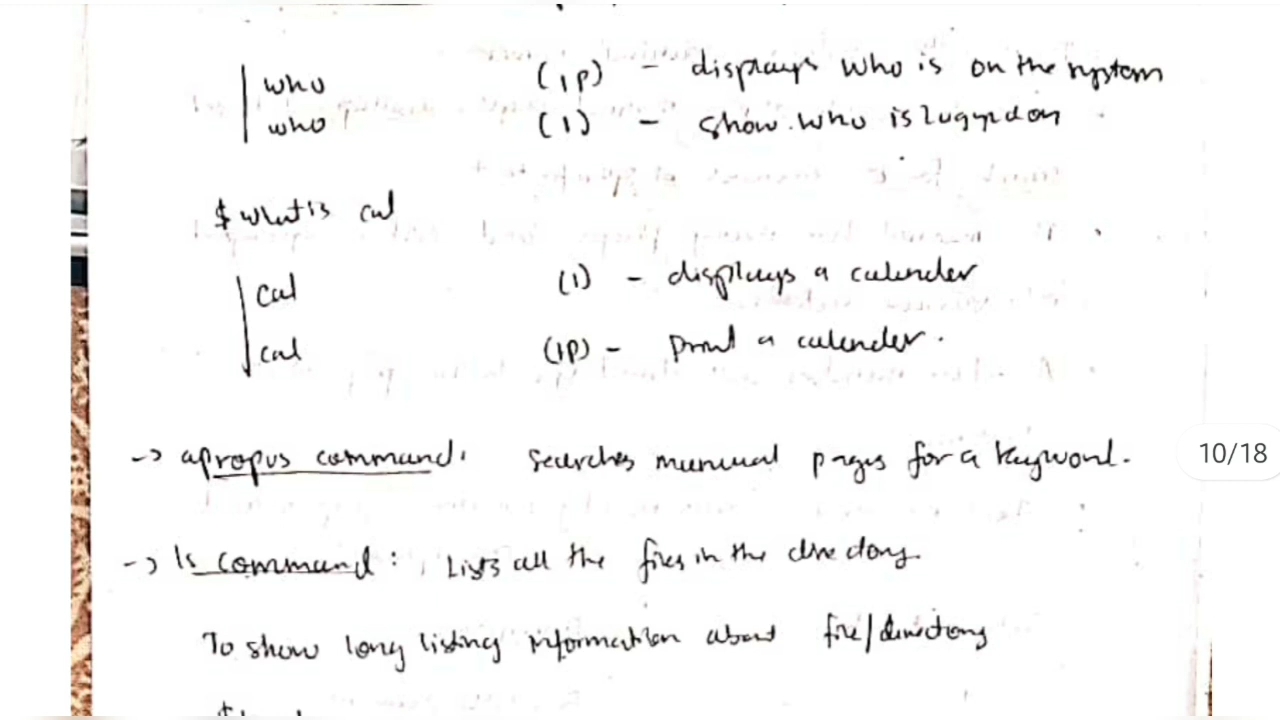 who (1p) - displays who is on the system
who (1) - show who is logged on
$ whatis cal
cal (1) - displays a calender
cal (1p) - print a calender.
-> apropos command: searches manual pages for a keyword.
-> ls command: Lists all the files in the directory.
To show long listing information about file/directory
10/18